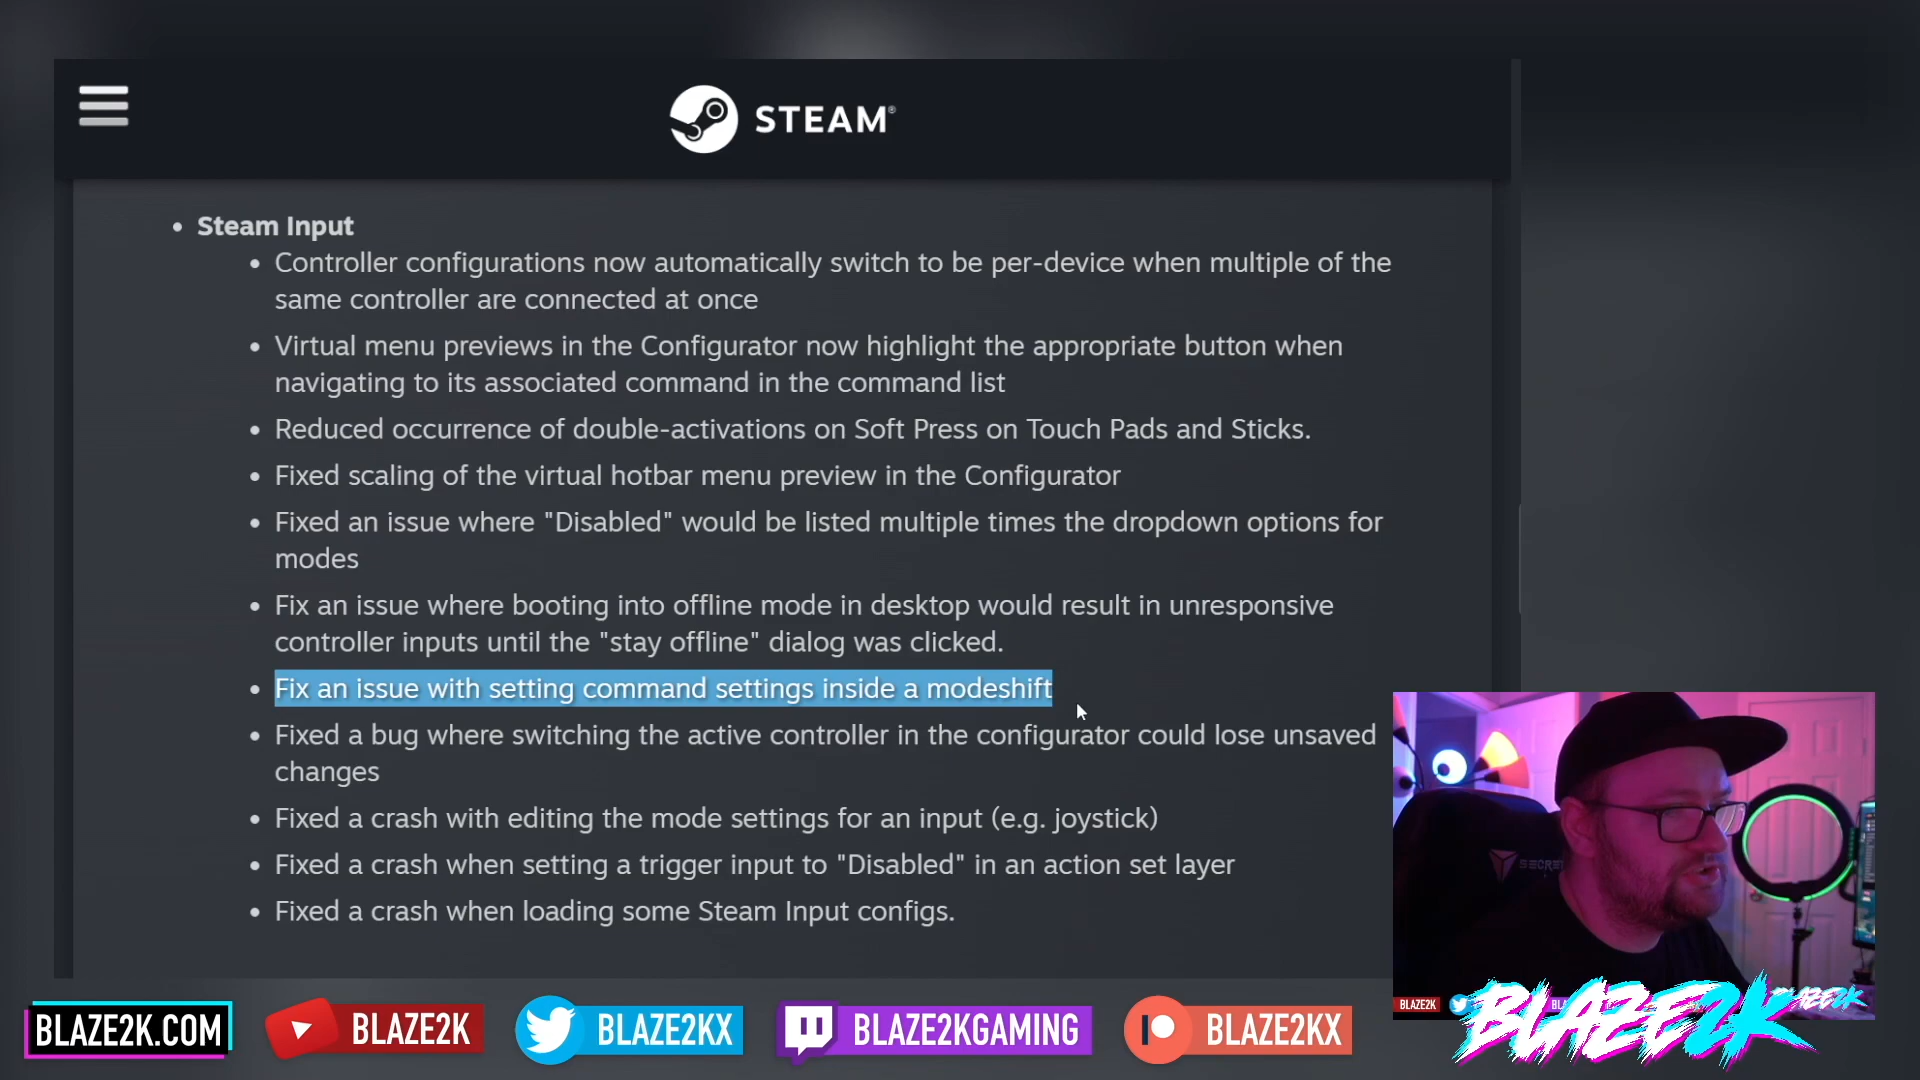 STEAM®
• Steam Input
• Controller configurations now automatically switch to be per-device when multiple of the
same controller are connected at once
• Virtual menu previews in the Configurator now highlight the appropriate button when
navigating to its associated command in the command list
• Reduced occurrence of double-activations on Soft Press on Touch Pads and Sticks.
• Fixed scaling of the virtual hotbar menu preview in the Configurator
• Fixed an issue where "Disabled" would be listed multiple times the dropdown options for
modes
• Fix an issue where booting into offline mode in desktop would result in unresponsive
controller inputs until the "stay offline" dialog was clicked.
• Fix an issue with setting command settings inside a modeshift
• Fixed a bug where switching the active controller in the configurator could lose unsaved
changes
• Fixed a crash with editing the mode settings for an input (e.g. joystick)
• Fixed a crash when setting a trigger input to "Disabled" in an action set layer
• Fixed a crash when loading some Steam Input configs.
BLAZE2K
BLAZE2K
BLAZE2K
BLAZE2K.COM
BLAZE2K
BLAZE2KX
BLAZE2KGAMING
BLAZE2KX